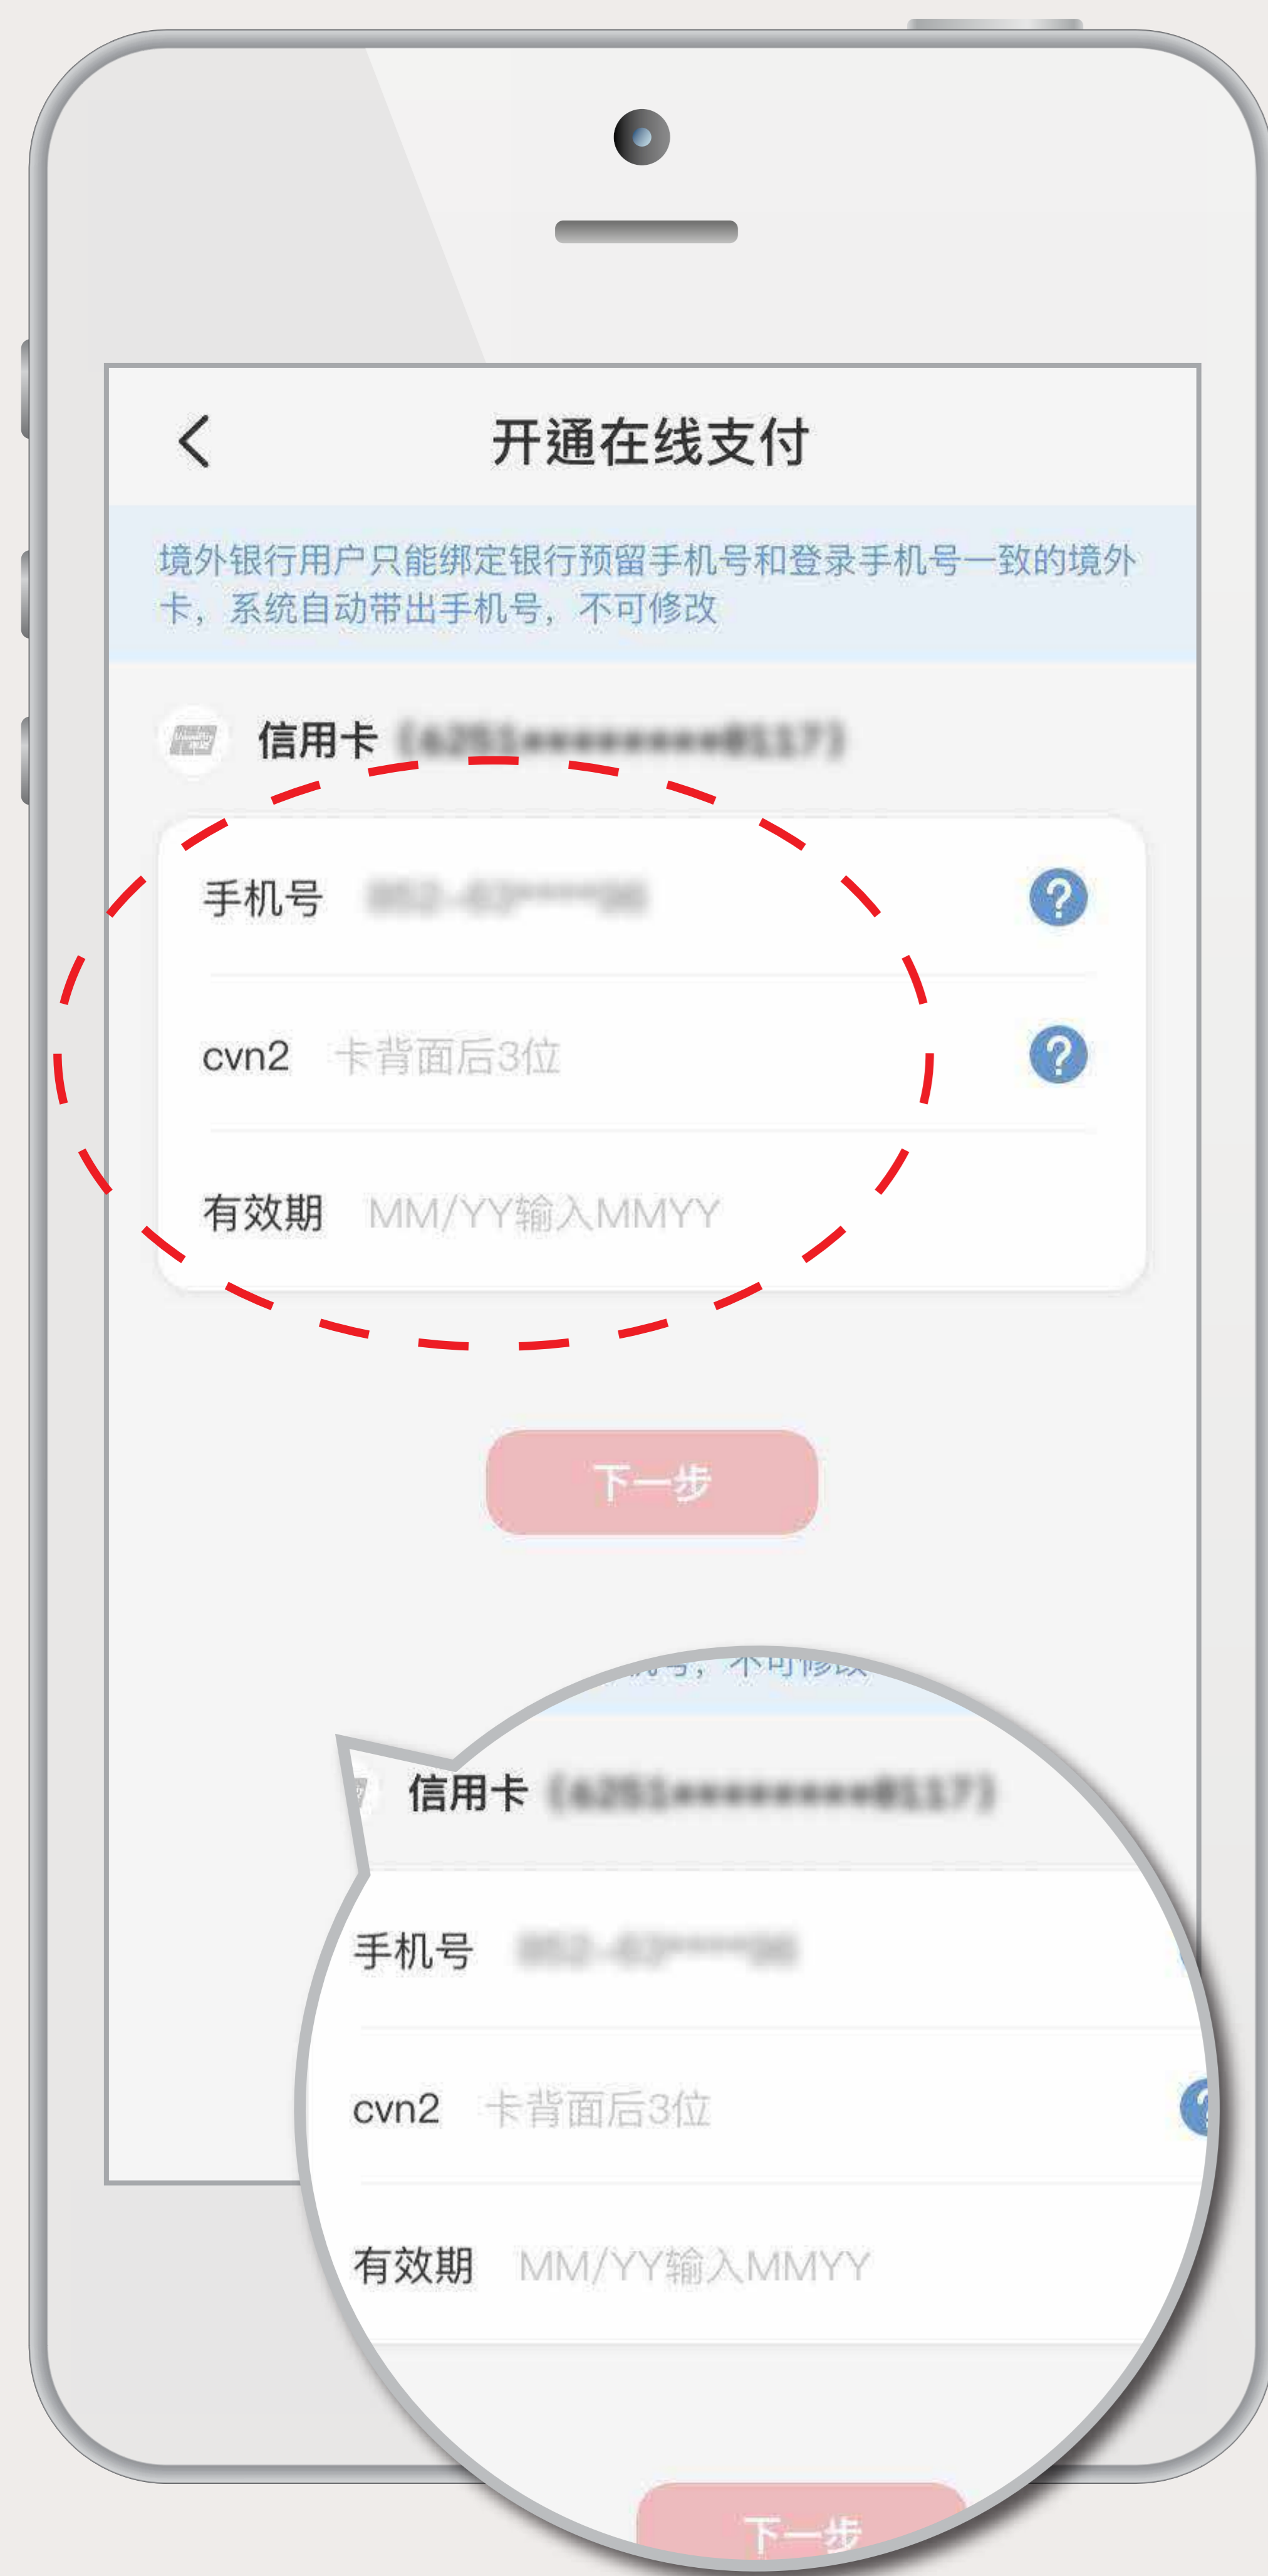 开通在线支付
境外银行用户只能绑定银行预留手机号和登录手机号一致的境外
卡，系统自动带出手机号，不可修改
信用卡
手机号
cvn2 卡背面后3位
有效期 MM/YY输入MMYY
下一步
不可修改
信用卡
手机号
cvn2 卡背面后3位
有效期 MM/YY输入MMYY
下一步